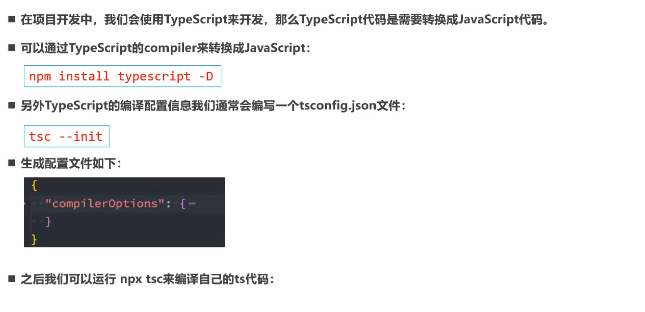 ■ 在项目开发中，我们会使用TypeScript来开发，那么TypeScript代码是需要转换成JavaScript代码。
■ 可以通过TypeScript的compiler来转换成JavaScript：
npm install typescript -D
■ 另外TypeScript的编译配置信息我们通常会编写一个tsconfig.json文件：
tsc --init
■ 生成配置文件如下：
{
"compilerOptions": {⋯
}
}
■ 之后我们可以运行 npx tsc来编译自己的ts代码：